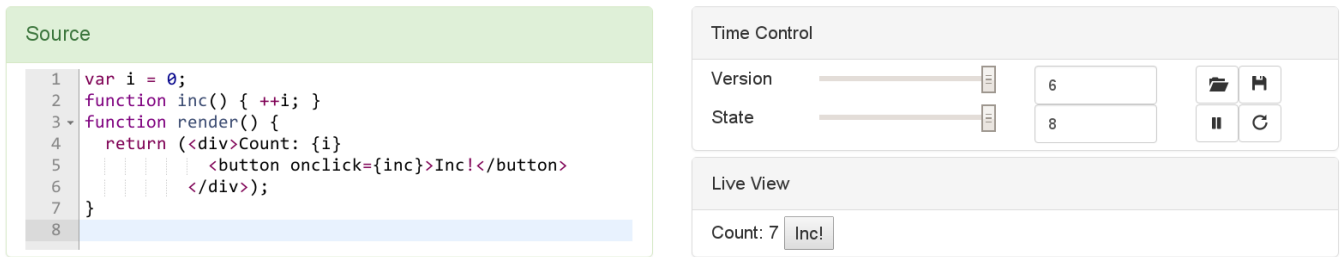 Source
1 var i = 0;
2 function inc() { ++i; }
3 function render() {
4   return (<div>Count: {i}
5             <button onclick={inc}>Inc!</button>
6           </div>);
7 }
8
Time Control
Version 6
State 8
Live View
Count: 7 Inc!